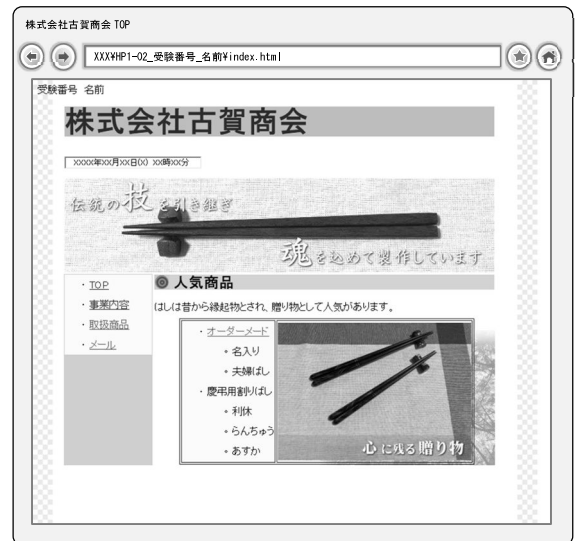 株式会社古賀商会 TOP
XXX¥HP1-02_受験番号_名前¥index.html
受験番号 名前
株式会社古賀商会
xxxx年xx月xx日(x) xx時xx分
伝統の技を引き継ぎ
魂を込めて製作しています
・TOP
・事業内容
・取扱商品
・メール
人気商品
はしは昔から縁起物とされ、贈り物として人気があります。
・オーダーメード
・名入り
・夫婦ばし
・慶弔用割りばし
・利休
・らんちゅう
・あすか
心に残る贈り物